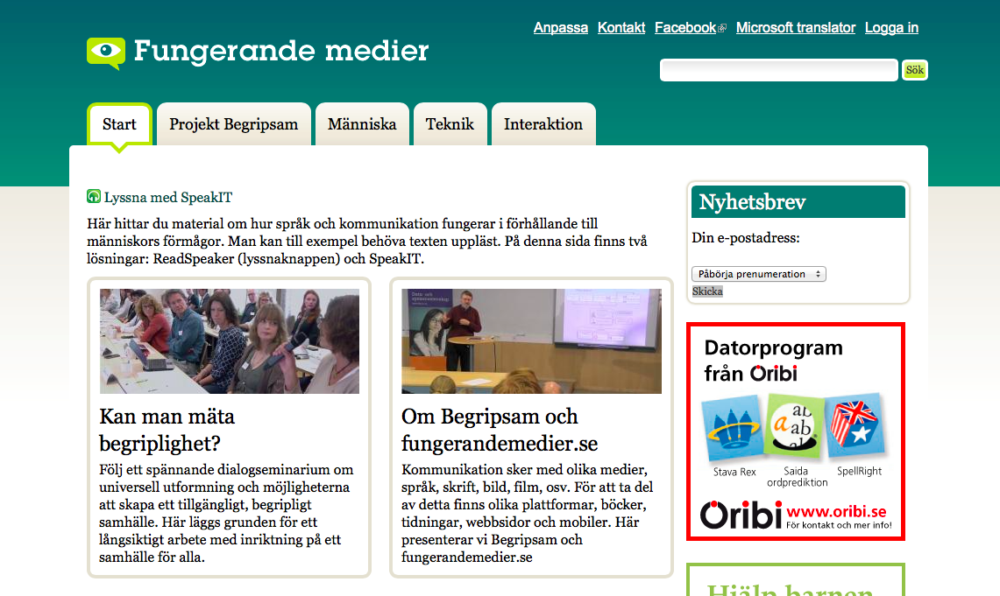 Anpassa Kontakt Facebook Microsoft translator Logga in
Fungerande medier
Sök
Start Projekt Begripsam Människa Teknik Interaktion
Lyssna med SpeakIT
Här hittar du material om hur språk och kommunikation fungerar i förhållande till
människors förmågor. Man kan till exempel behöva texten uppläst. På denna sida finns två
lösningar: ReadSpeaker (lyssnaknappen) och SpeakIT.
Kan man mäta
begriplighet?
Följ ett spännande dialogseminarium om
universell utformning och möjligheterna
att skapa ett tillgängligt, begripligt
samhälle. Här läggs grunden för ett
långsiktigt arbete med inriktning på ett
samhälle för alla.
Om Begripsam och
fungerandemedier.se
Kommunikation sker med olika medier,
språk, skrift, bild, film, osv. För att ta del
av detta finns olika plattformar, böcker,
tidningar, webbsidor och mobiler. Här
presenterar vi Begripsam och
fungerandemedier.se
Nyhetsbrev
Din e-postadress:
Påbörja prenumeration
Skicka
Datorprogram
från Oribi
ab
a ab
Stava Rex
Saida
ordprediktion
SpellRight
Oribi www.oribi.se
För kontakt och mer info!
Hjälp barnen